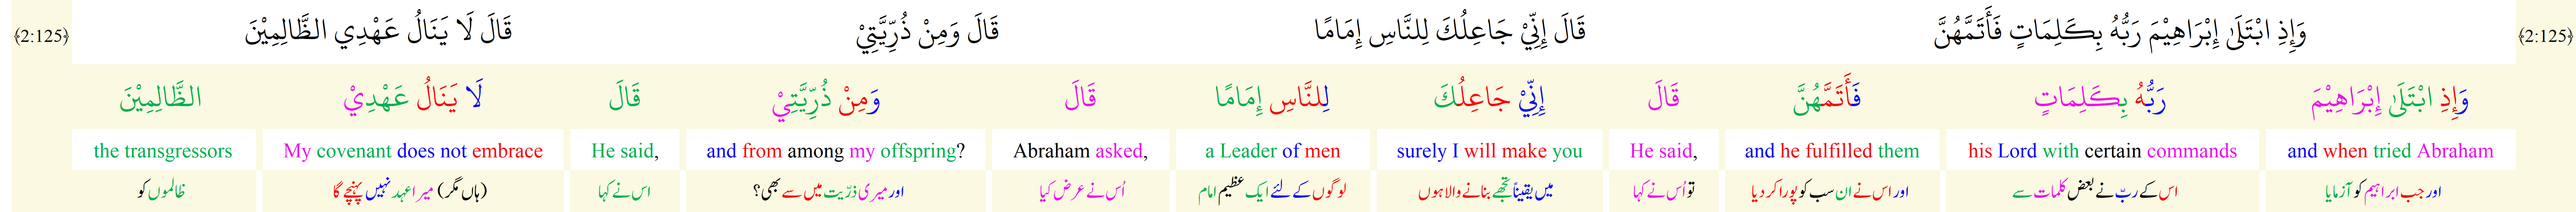 ﴿2:125﴾ وَإِذِ ابْتَلَىٰ إِبْرَاهِيْمَ رَبُّهُ بِكَلِمَاتٍ فَأَتَمَّهُنَّ قَالَ إِنِّيْ جَاعِلُكَ لِلنَّاسِ إِمَامًا قَالَ وَمِنْ ذُرِّيَّتِيْ قَالَ لَا يَنَالُ عَهْدِي الظَّالِمِيْنَ ﴿2:125﴾
وَإِذِ ابْتَلَىٰ إِبْرَاهِيْمَ رَبُّهُ بِكَلِمَاتٍ فَأَتَمَّهُنَّ قَالَ إِنِّيْ جَاعِلُكَ لِلنَّاسِ إِمَامًا قَالَ وَمِنْ ذُرِّيَّتِيْ قَالَ لَا يَنَالُ عَهْدِيْ الظَّالِمِيْنَ
and when tried Abraham his Lord with certain commands and he fulfilled them He said, surely I will make you a Leader of men Abraham asked, and from among my offspring? He said, My covenant does not embrace the transgressors
اور جب ابراہیم کو آزمایا اس کے ربّ نے بعض کلمات سے اور اس نے ان سب کو پورا کر دیا تو اُس نے کہا میں یقیناً تجھے بنانے والا ہوں لوگوں کے لئے ایک عظیم امام اُس نے عرض کیا اور میری ذرّیت میں سے بھی؟ اس نے کہا (ہاں مگر) میرا عہد نہیں پہنچے گا ظالموں کو